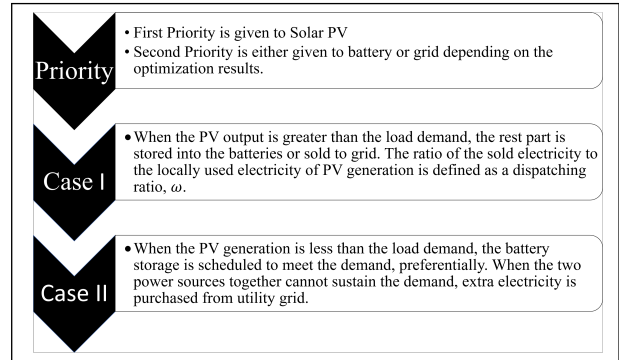 Priority
• First Priority is given to Solar PV
• Second Priority is either given to battery or grid depending on the
optimization results.
Case I
• When the PV output is greater than the load demand, the rest part is
stored into the batteries or sold to grid. The ratio of the sold electricity to
the locally used electricity of PV generation is defined as a dispatching
ratio, ω.
Case II
• When the PV generation is less than the load demand, the battery
storage is scheduled to meet the demand, preferentially. When the two
power sources together cannot sustain the demand, extra electricity is
purchased from utility grid.